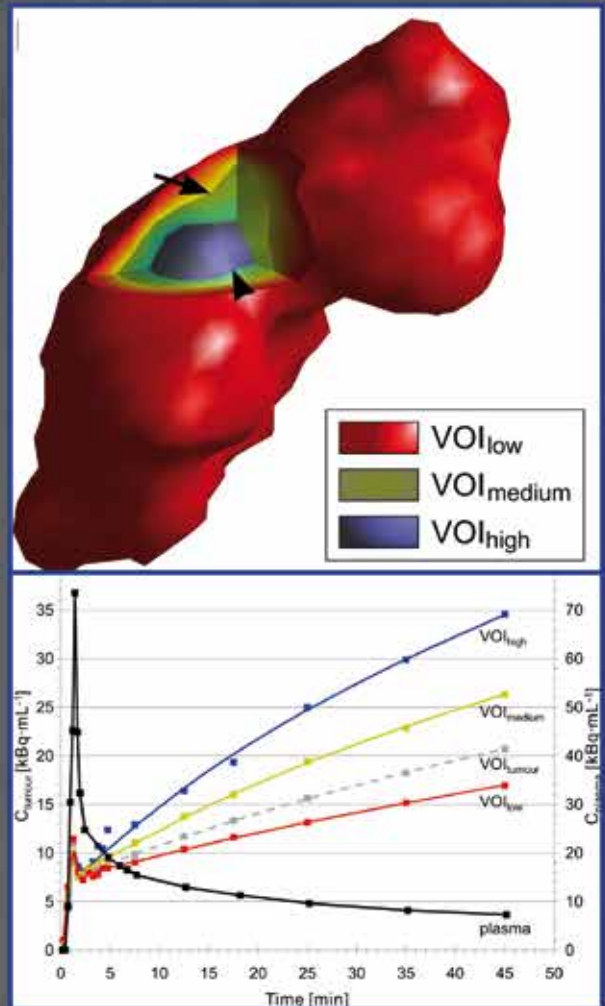 VOIlow
VOImedium
VOIhigh
35
30
25
20
15
10
5
0
Ctumour [kBq·mL-1]
70
60
50
40
30
20
10
0
Cplasma [kBq·mL-1]
VOIhigh
VOImedium
VOItumour
VOIlow
plasma
0 5 10 15 20 25 30 35 40 45 50
Time [min]